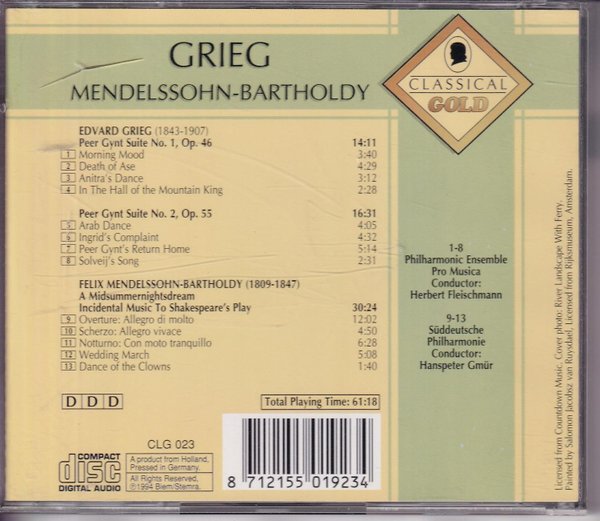 GRIEG
MENDELSSOHN-BARTHOLDY
CLASSICAL
GOLD
EDVARD GRIEG (1843-1907)
Peer Gynt Suite No. 1, Op. 46 14:11
1 Morning Mood 3:40
2 Death of Ase 4:29
3 Anitra's Dance 3:12
4 In The Hall of the Mountain King 2:28
Peer Gynt Suite No. 2, Op. 55 16:31
5 Arab Dance 4:05
6 Ingrid's Complaint 4:32
7 Peer Gynt's Return Home 5:14
8 Solveij's Song 2:31
FELIX MENDELSSOHN-BARTHOLDY (1809-1847)
A Midsummernightsdream
Incidental Music To Shakespeare's Play 30:24
9 Overture: Allegro di molto 12:02
10 Scherzo: Allegro vivace 4:50
11 Notturno: Con moto tranquillo 6:28
12 Wedding March 5:08
13 Dance of the Clowns 1:40
D D D
Total Playing Time: 61:18
1-8
Philharmonic Ensemble
Pro Musica
Conductor:
Herbert Fleischmann
9-13
Süddeutsche
Philharmonie
Conductor:
Hanspeter Gmür
CLG 023
COMPACT
disc
DIGITAL AUDIO
A product from Holland,
Pressed in Germany.
All Rights Reserved,
℗1994 Biem/Stemra.
8 712155 019234
Licensed from Countdown Music. Cover photo: River Landscape With Ferry.
Painted by Salomon Jacobsz van Ruysdael. Licensed from Rijksmuseum, Amsterdam.